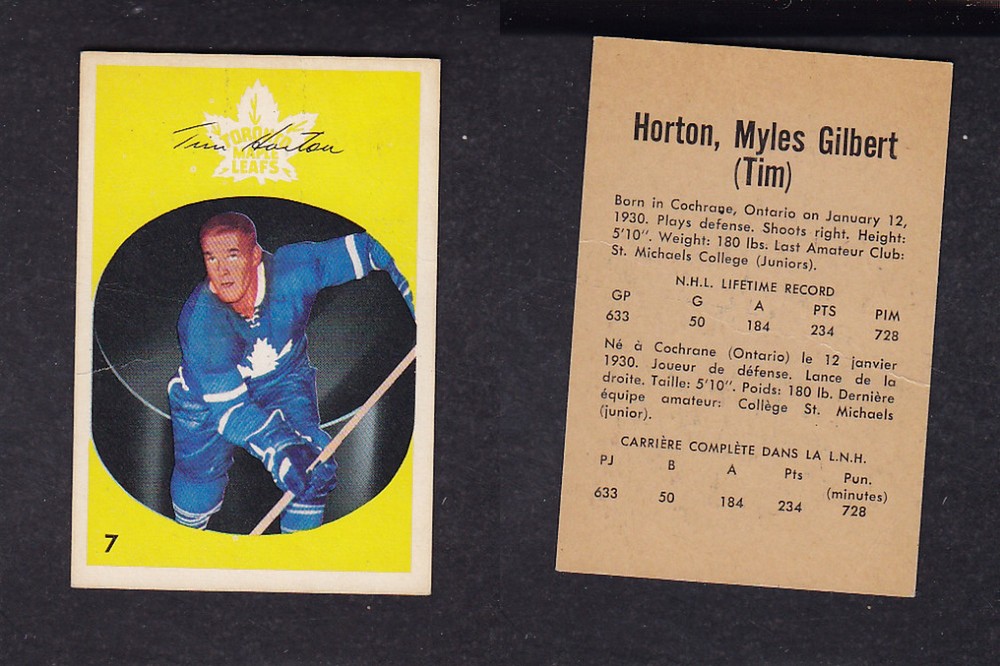 Tim Horton
TORONTO
MAPLE
LEAFS
7
Horton, Myles Gilbert
(Tim)
Born in Cochrane, Ontario on January 12,
1930. Plays defense. Shoots right. Height:
5'10". Weight: 180 lbs. Last Amateur Club:
St. Michaels College (Juniors).
N.H.L. LIFETIME RECORD
GP G A PTS PIM
633 50 184 234 728
Né à Cochrane (Ontario) le 12 janvier
1930. Joueur de défense. Lance de la
droite. Taille: 5'10". Poids: 180 lb. Dernière
équipe amateur: Collège St. Michaels
(junior).
CARRIÈRE COMPLÈTE DANS LA L.N.H.
PJ B A Pts Pun.
(minutes)
633 50 184 234 728